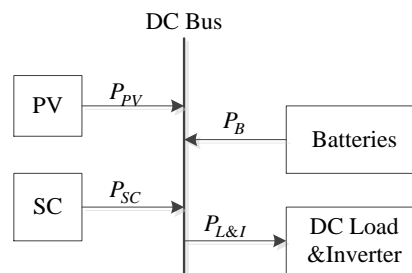 DC Bus
PV
P_PV
P_B
Batteries
SC
P_SC
P_L&I
DC Load
&Inverter